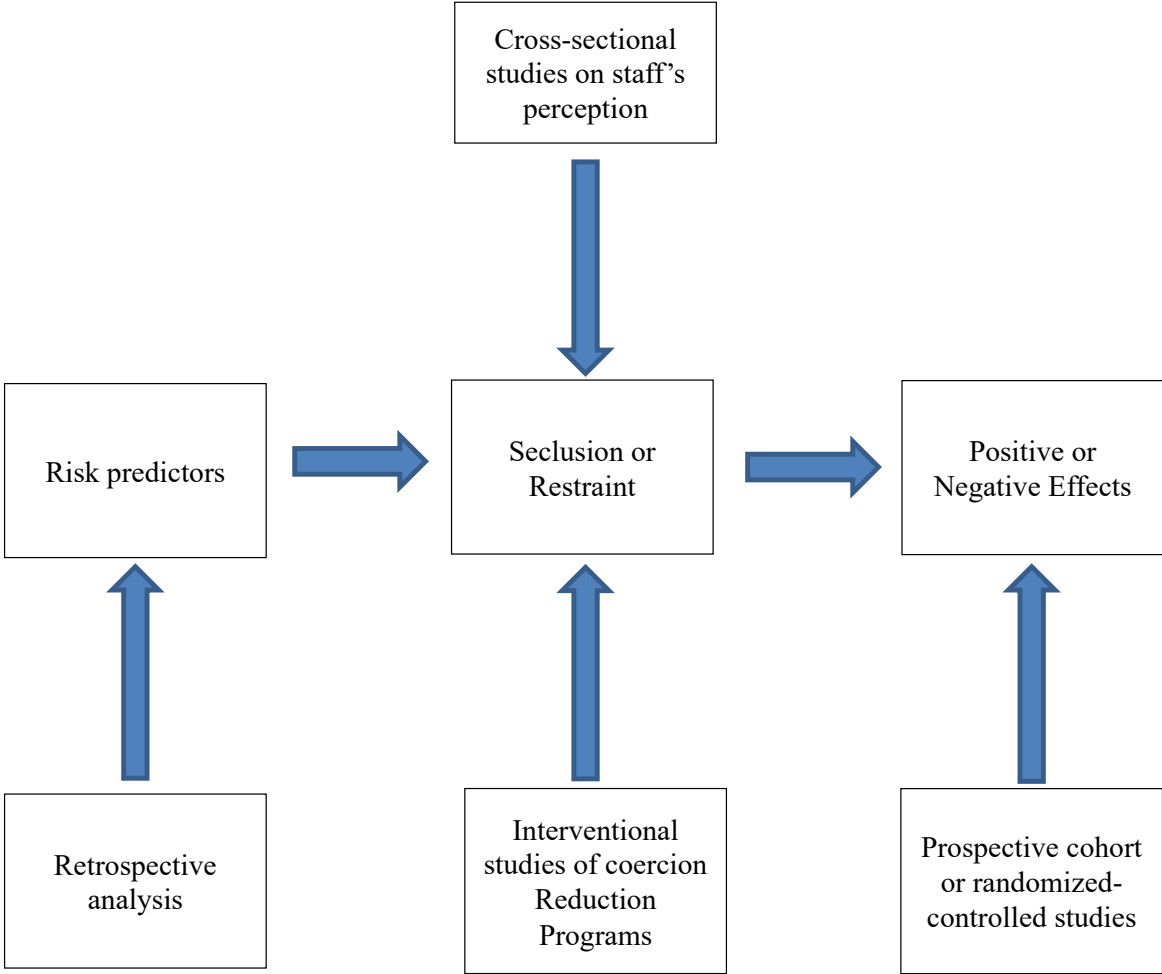 Cross-sectional
studies on staff’s
perception
Risk predictors
Seclusion or
Restraint
Positive or
Negative Effects
Retrospective
analysis
Interventional
studies of coercion
Reduction
Programs
Prospective cohort
or randomized-
controlled studies